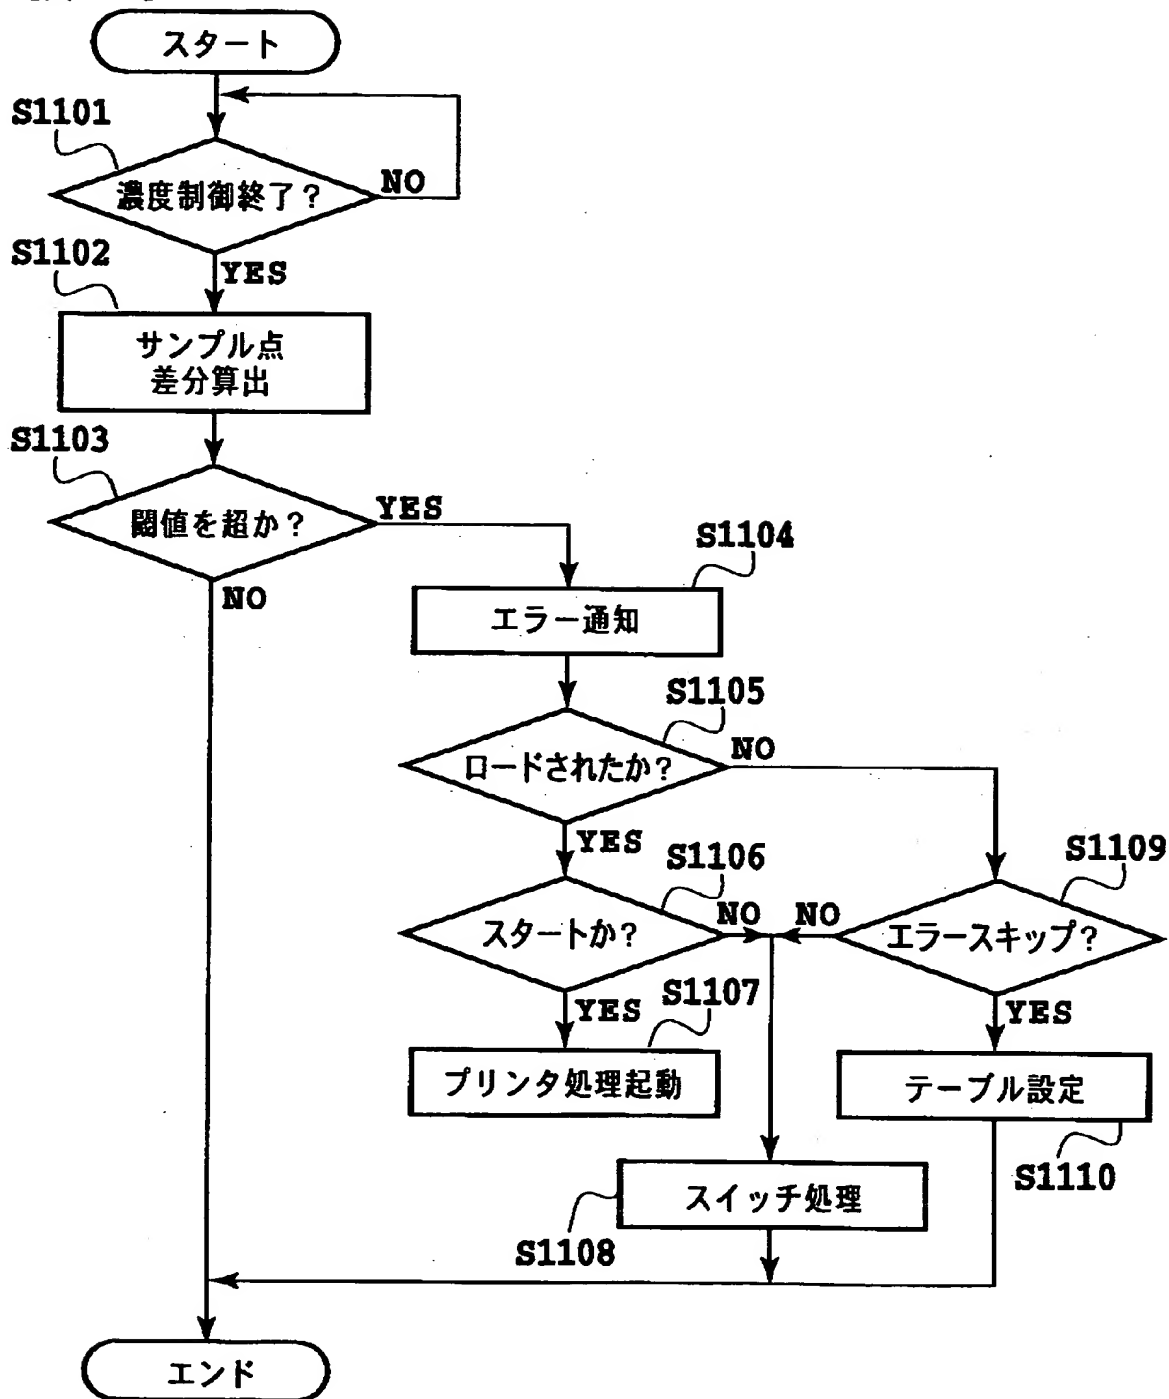 スタート
S1101
濃度制御終了?
NO
S1102
YES
サンプル点
差分算出
S1103
閾値を超か?
YES
NO
S1104
エラー通知
S1105
ロードされたか?
NO
YES
S1106
スタートか?
NO
NO
S1109
エラースキップ?
YES
S1107
プリンタ処理起動
YES
テーブル設定
S1110
スイッチ処理
S1108
エンド